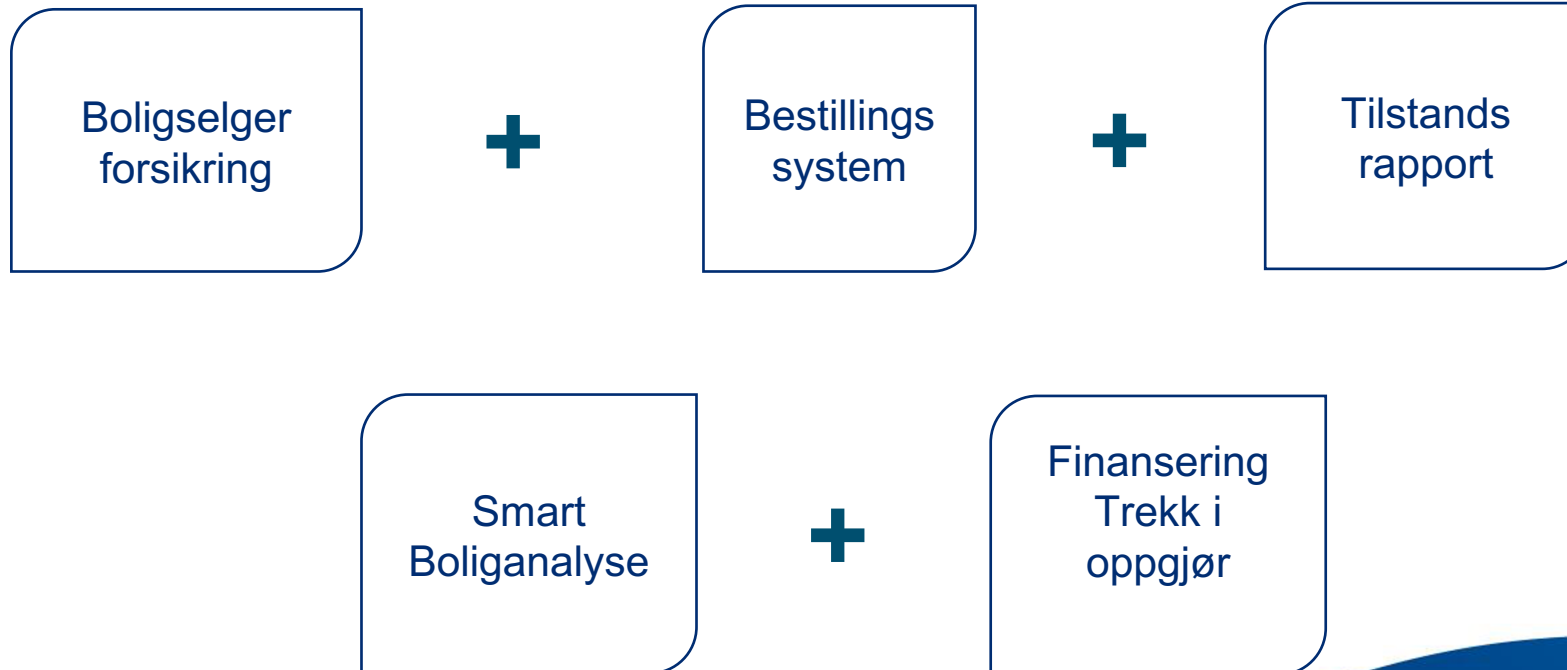 Boligselger
forsikring
+
Bestillings
system
+
Tilstands
rapport
Smart
Boliganalyse
+
Finansering
Trekk i
oppgjør